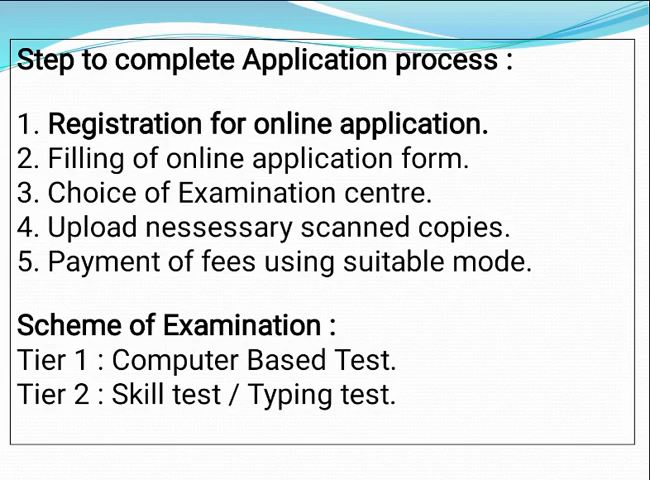 Step to complete Application process :
1. Registration for online application.
2. Filling of online application form.
3. Choice of Examination centre.
4. Upload nessessary scanned copies.
5. Payment of fees using suitable mode.
Scheme of Examination :
Tier 1 : Computer Based Test.
Tier 2 : Skill test / Typing test.